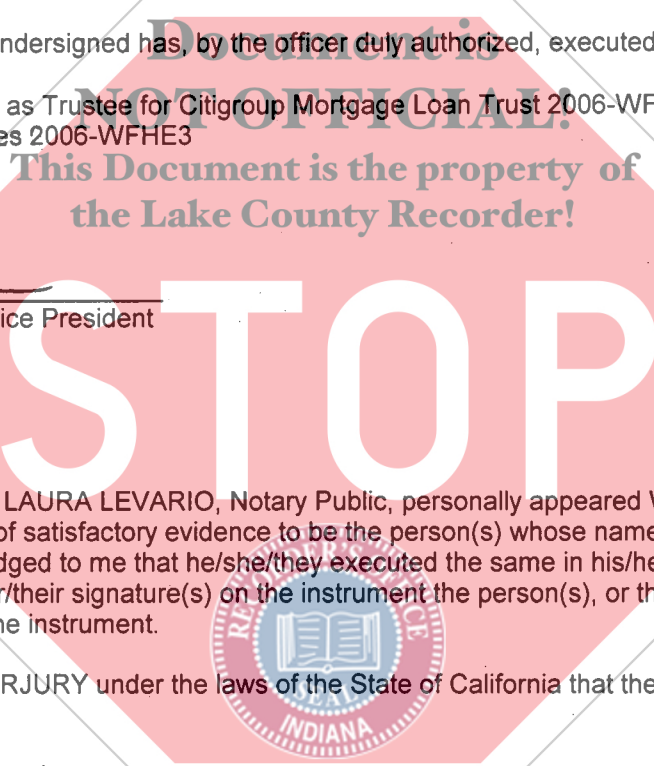 Document is
ndersigned has, by the officer duly authorized, executed
NOT OFFICIAL!
as Trustee for Citigroup Mortgage Loan Trust 2006-WF
es 2006-WFHE3
This Document is the property of
the Lake County Recorder!
ice President
STOP
LAURA LEVARIO, Notary Public, personally appeared
of satisfactory evidence to be the person(s) whose name
dged to me that he/she/they executed the same in his/he
r/their signature(s) on the instrument the person(s), or th
he instrument.
RECORDER'S OFFICE
RJURY under the laws of the State of California that the
SEAL
INDIANA